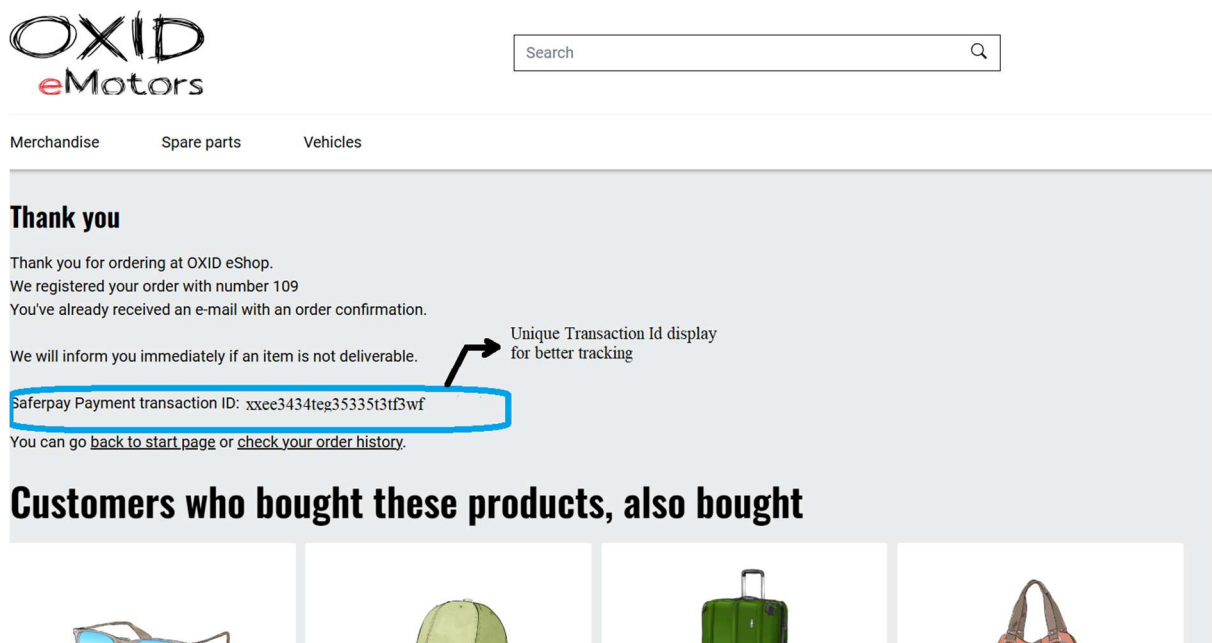 OXID
eMotors
Search
Merchandise
Spare parts
Vehicles
Thank you
Thank you for ordering at OXID eShop.
We registered your order with number 109
You've already received an e-mail with an order confirmation.
Unique Transaction Id display
for better tracking
We will inform you immediately if an item is not deliverable.
Saferpay Payment transaction ID: xxee3434teg35335t3tf3wf
You can go back to start page or check your order history.
Customers who bought these products, also bought